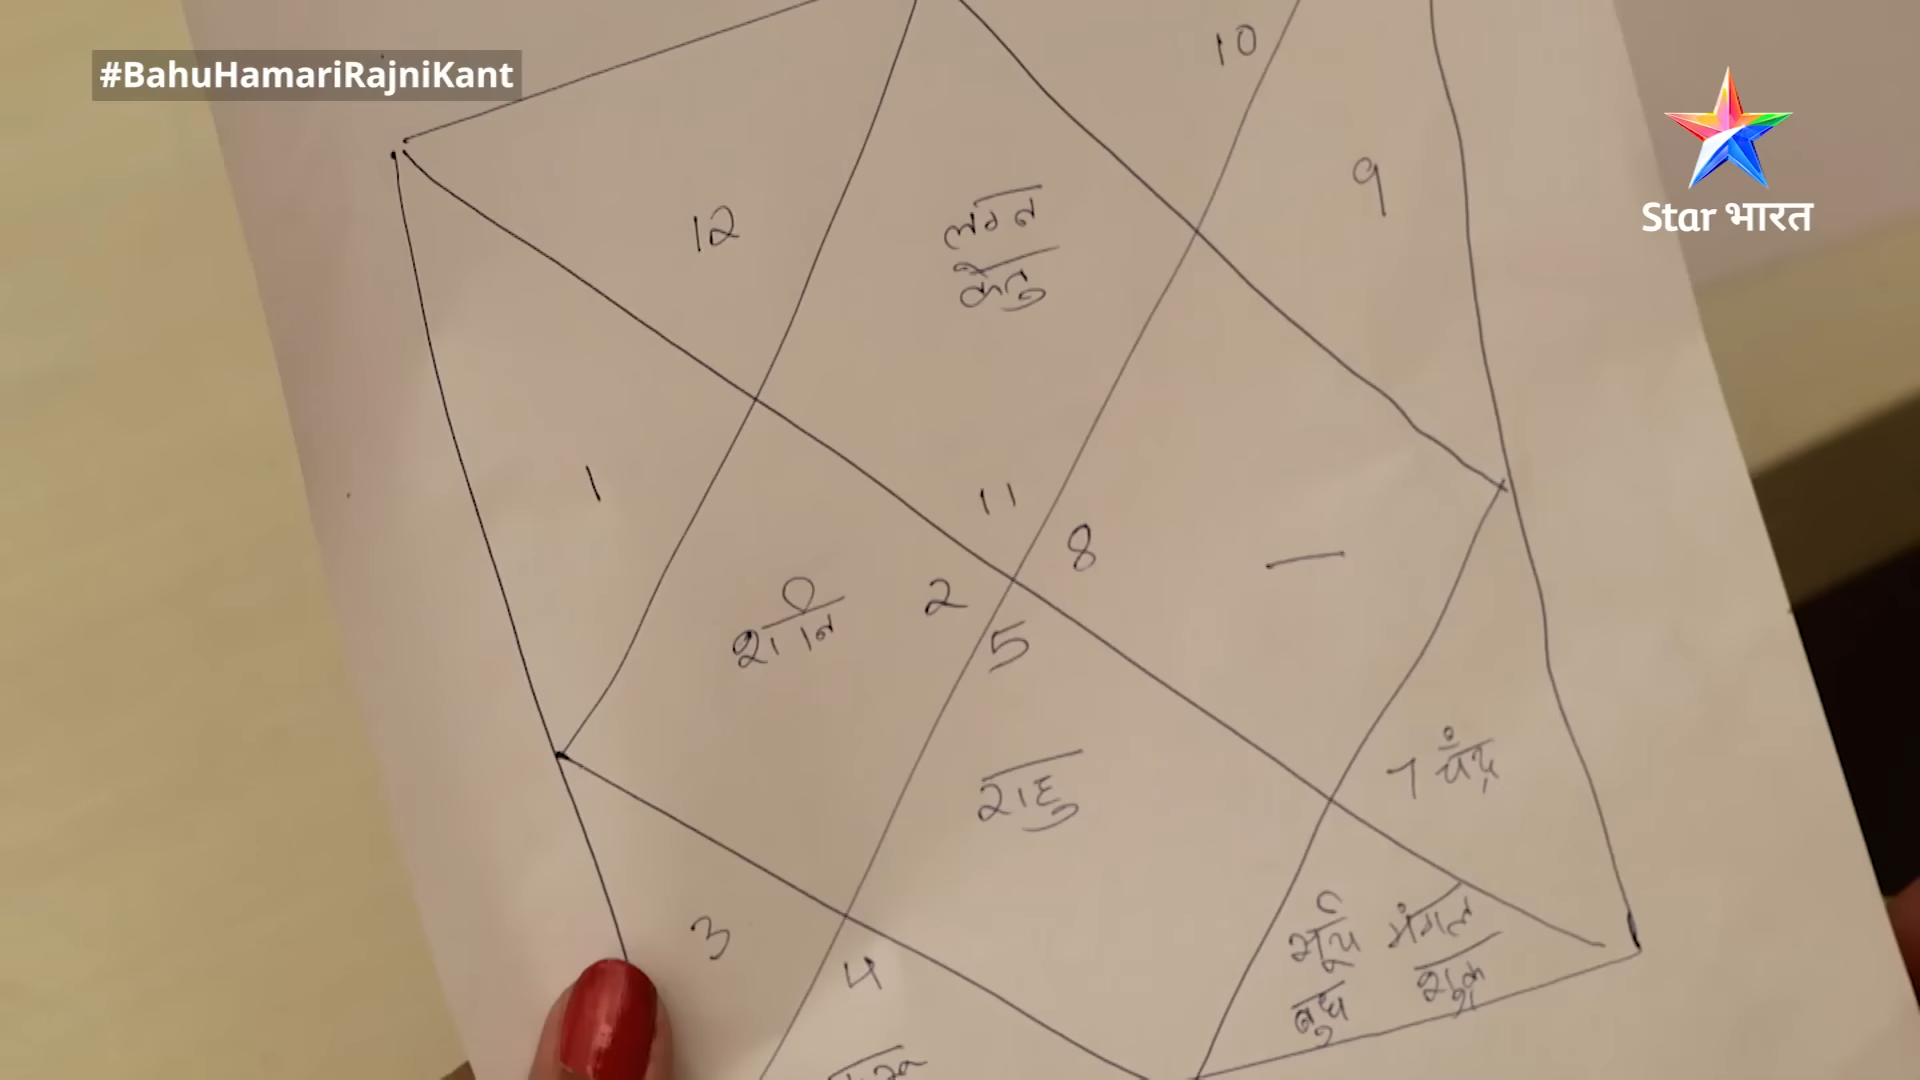 #BahuHamariRajniKant
Star भारत
10
9
12
लग्न
केतु
1
11
8
2
5
शनि
राहु
7 चंद्र
3
4
सूर्य मंगल
बुध शुक्र